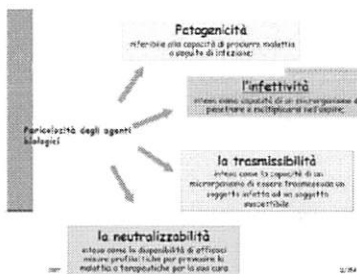 Patogenicità
riferibile alla capacità di produrre malattia
a seguito di infezione;
l'infettività
intesa come capacità di un microrganismo di
penetrare e moltiplicarsi nell'ospite;
Pericolosità degli agenti
biologici
la trasmissibilità
intesa come la capacità di un
microrganismo di essere trasmesso da un
soggetto infetto ad un soggetto
suscettibile
la neutralizzabilità
intesa come la disponibilità di efficaci
misure profilattiche per prevenire la
malattia o terapeutiche per la sua cura